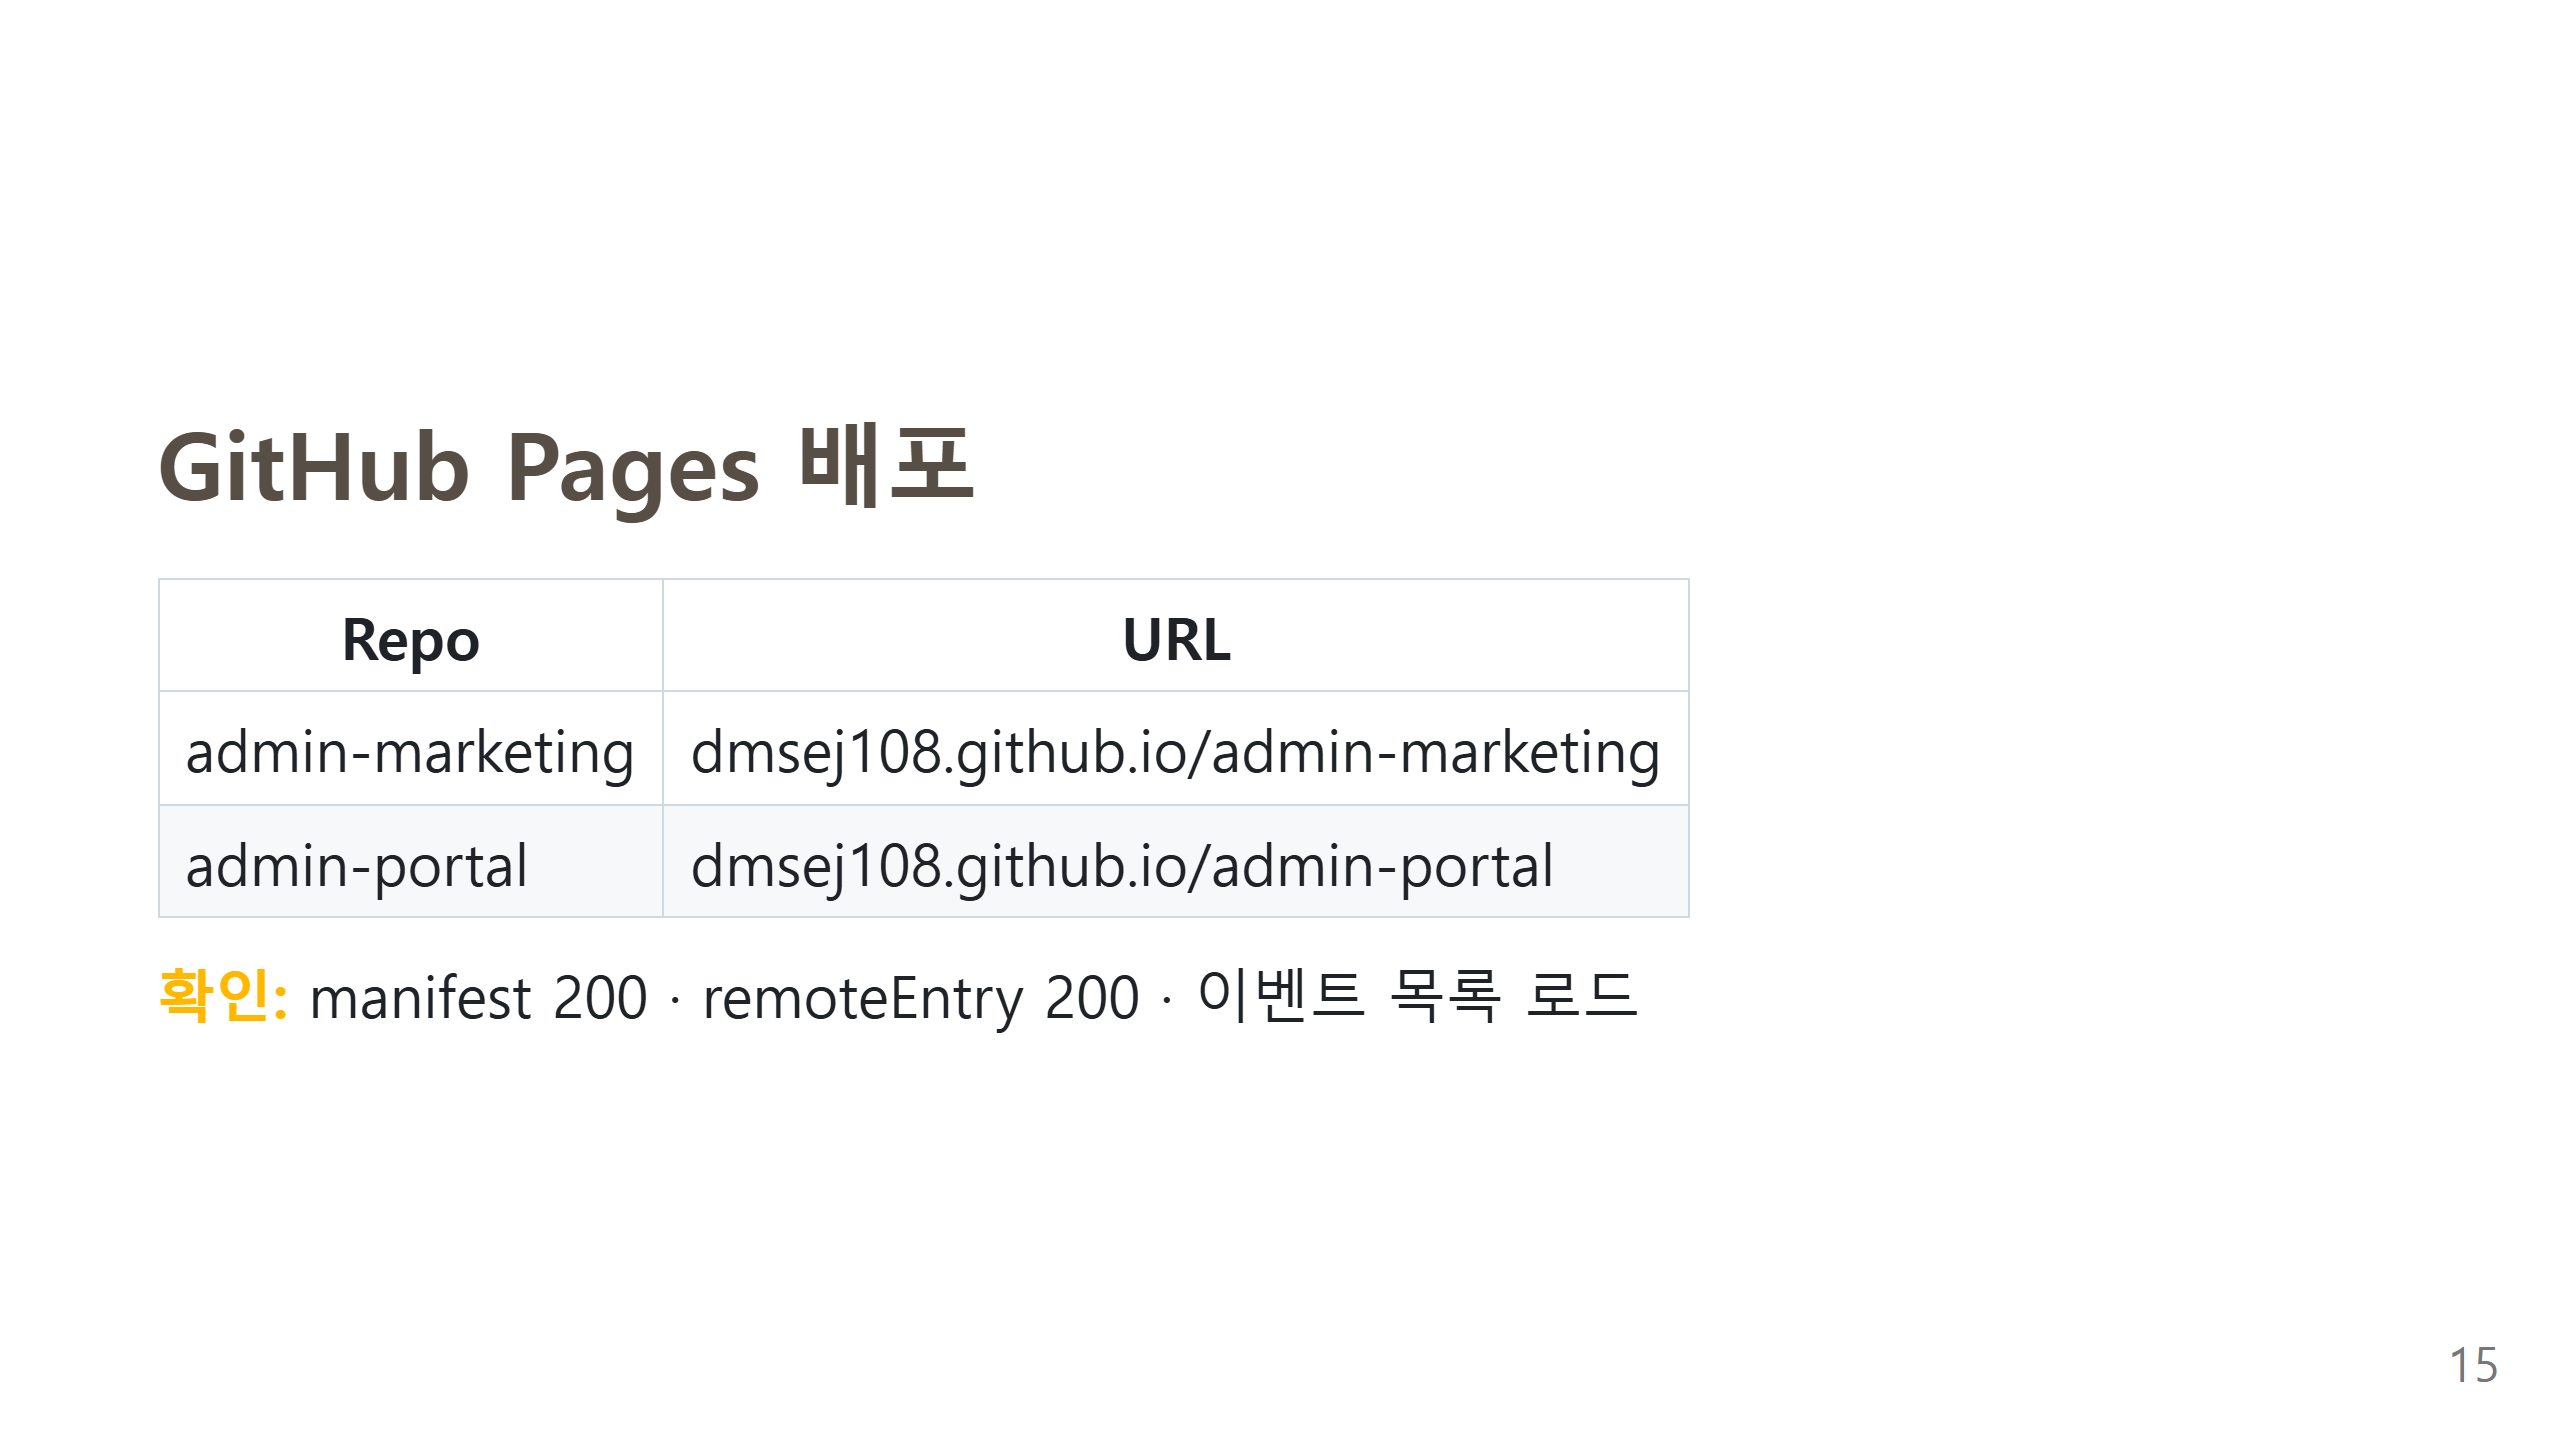 GitHub Pages 배포
Repo URL
admin-marketing dmsej108.github.io/admin-marketing
admin-portal dmsej108.github.io/admin-portal
확인: manifest 200 · remoteEntry 200 · 이벤트 목록 로드
15